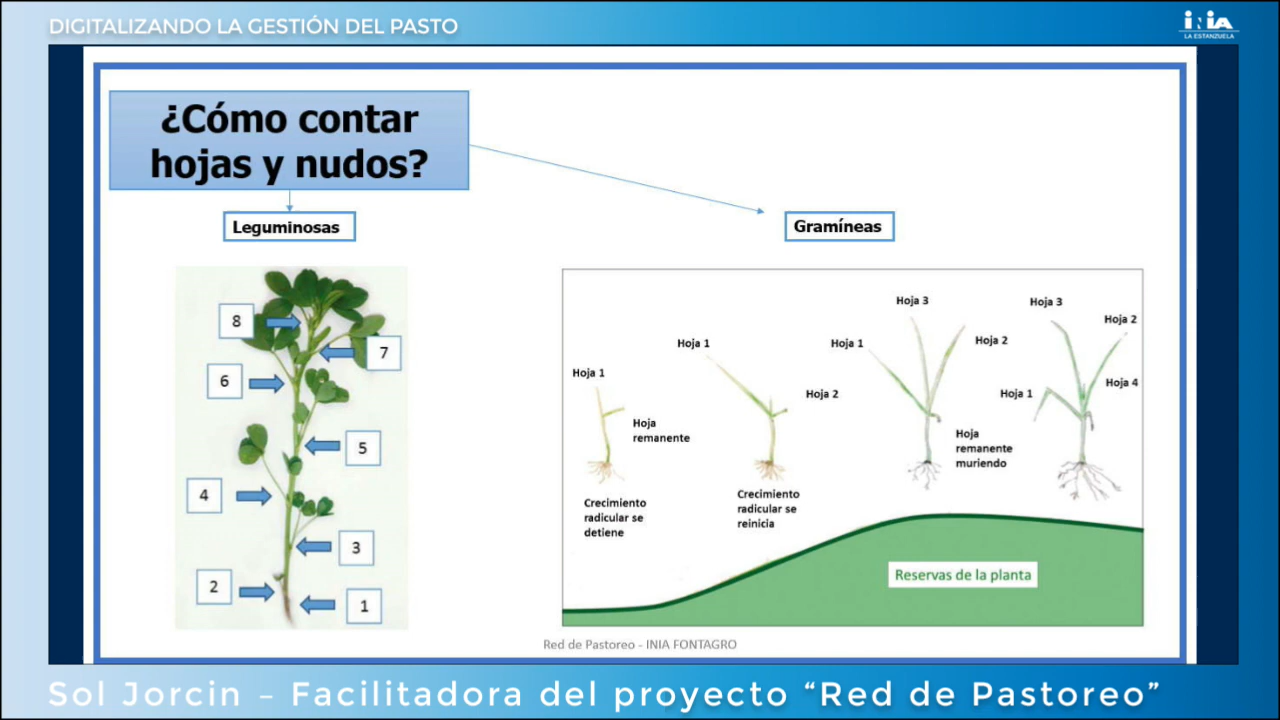 DIGITALIZANDO LA GESTIÓN DEL PASTO
INIA
LA ESTANZUELA
¿Cómo contar
hojas y nudos?
Leguminosas
Gramíneas
8
7
6
5
4
3
2
1
Hoja 1
Hoja
remanente
Crecimiento
radicular se
detiene
Hoja 1
Hoja 2
Crecimiento
radicular se
reinicia
Hoja 1
Hoja 3
Hoja 2
Hoja
remanente
muriendo
Hoja 3
Hoja 2
Hoja 1
Hoja 4
Reservas de la planta
Red de Pastoreo - INIA FONTAGRO
Sol Jorcin – Facilitadora del proyecto “Red de Pastoreo”